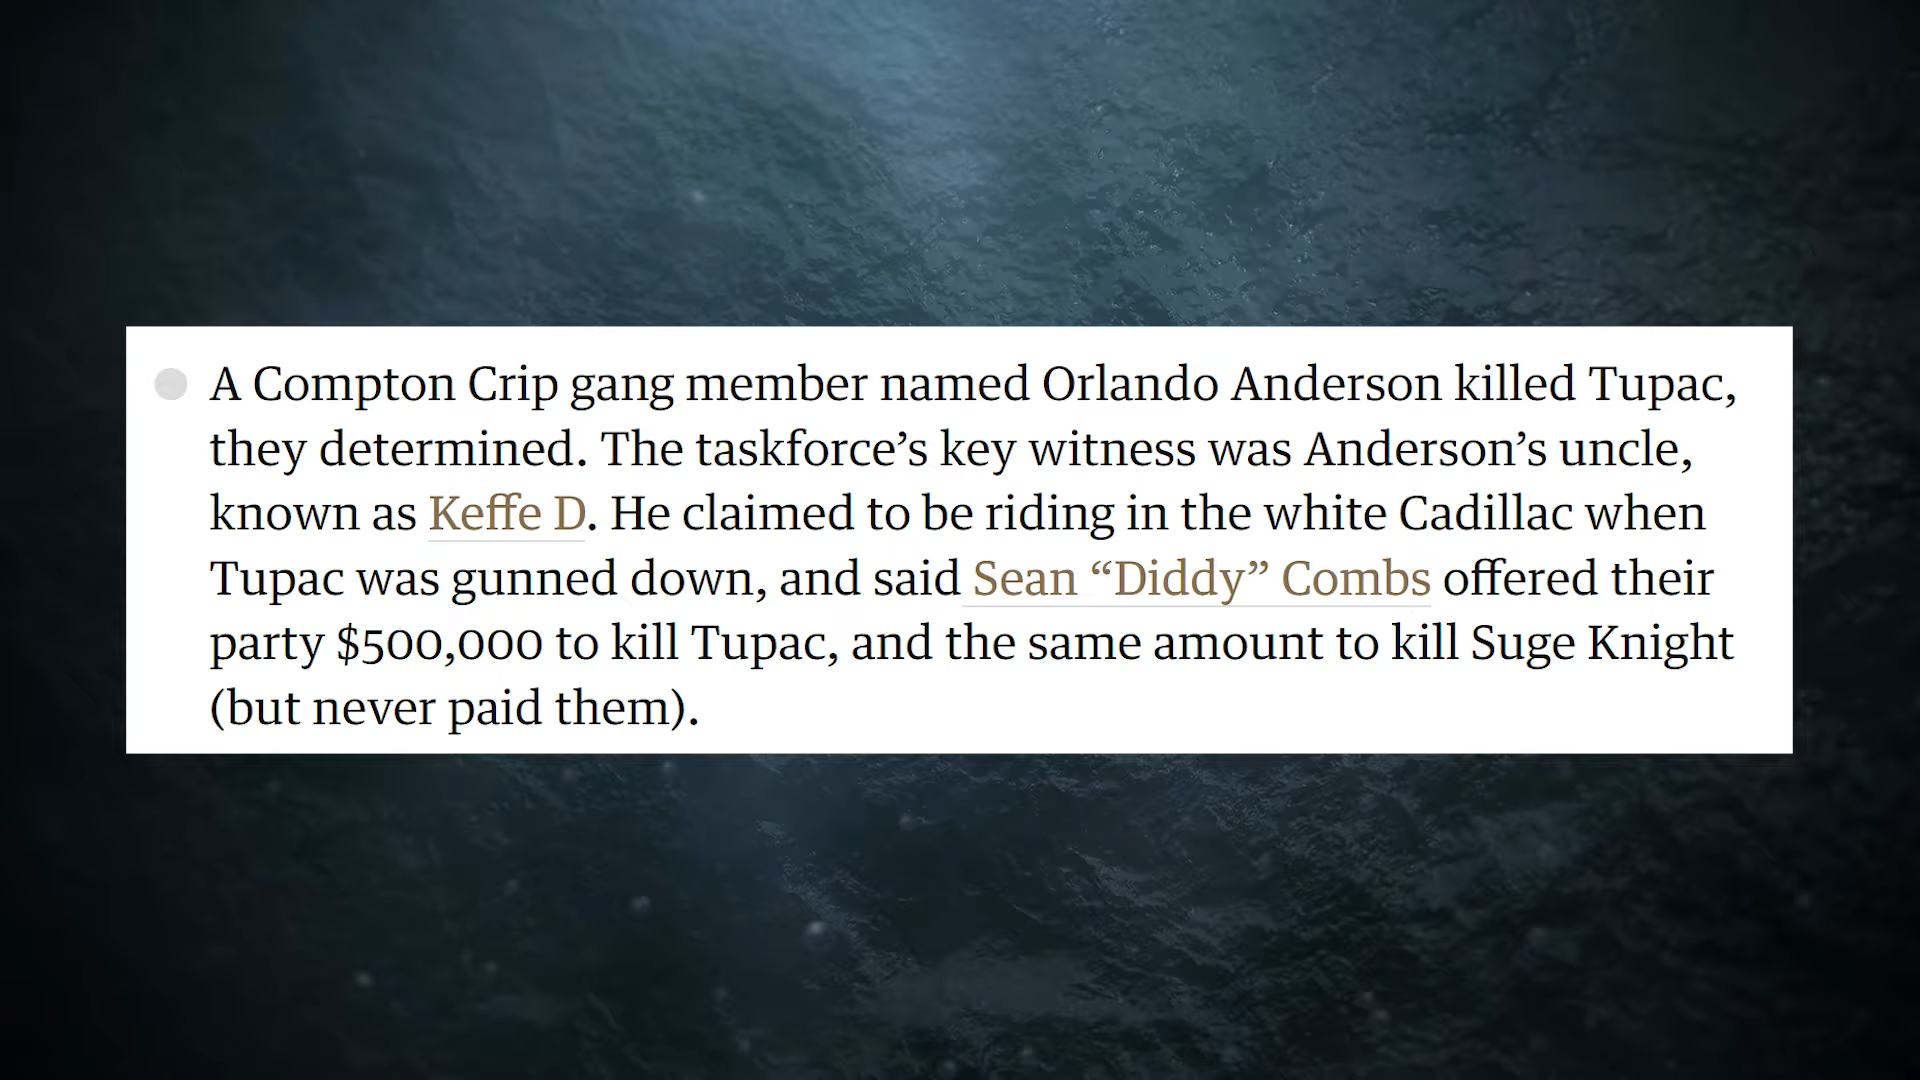 A Compton Crip gang member named Orlando Anderson killed Tupac,
they determined. The taskforce’s key witness was Anderson’s uncle,
known as Keffe D. He claimed to be riding in the white Cadillac when
Tupac was gunned down, and said Sean “Diddy” Combs offered their
party $500,000 to kill Tupac, and the same amount to kill Suge Knight
(but never paid them).